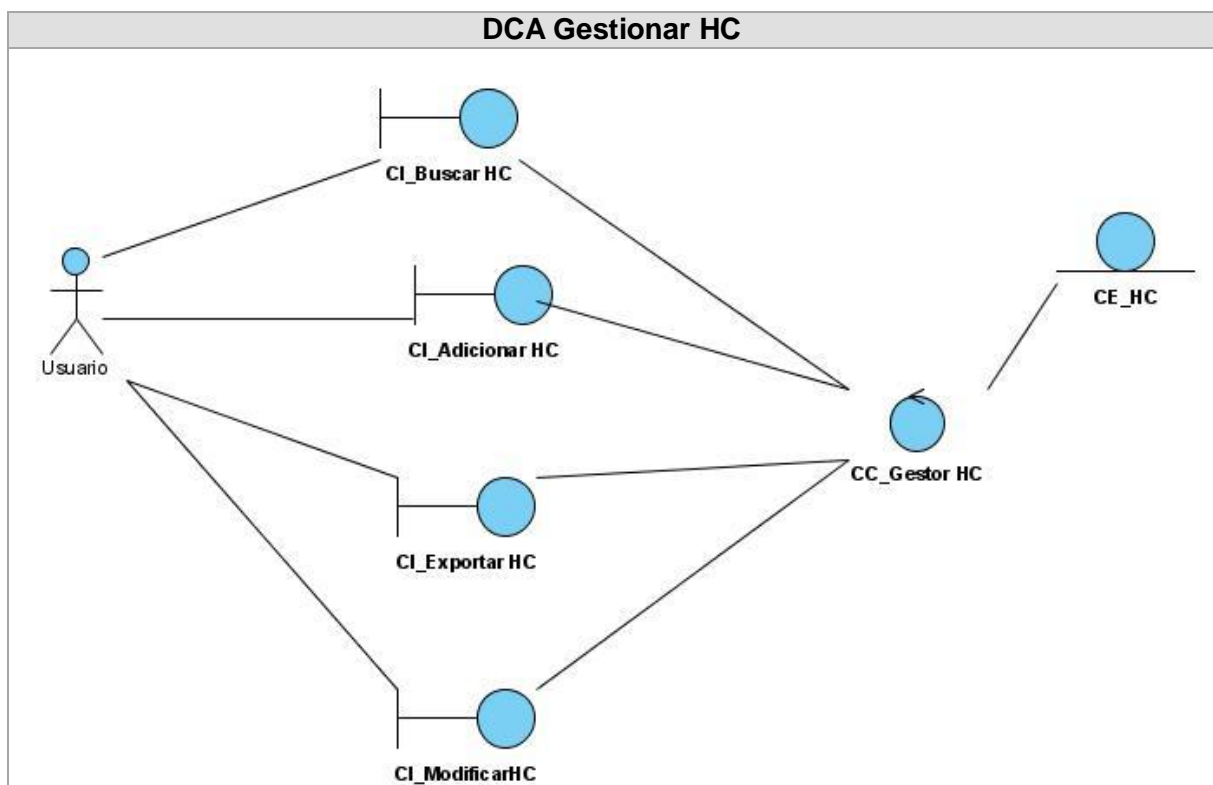 DCA Gestionar HC
CI_Buscar HC
CE_HC
CI_Adicionar HC
Usuario
CC_Gestor HC
CI_Exportar HC
CI_ModificarHC